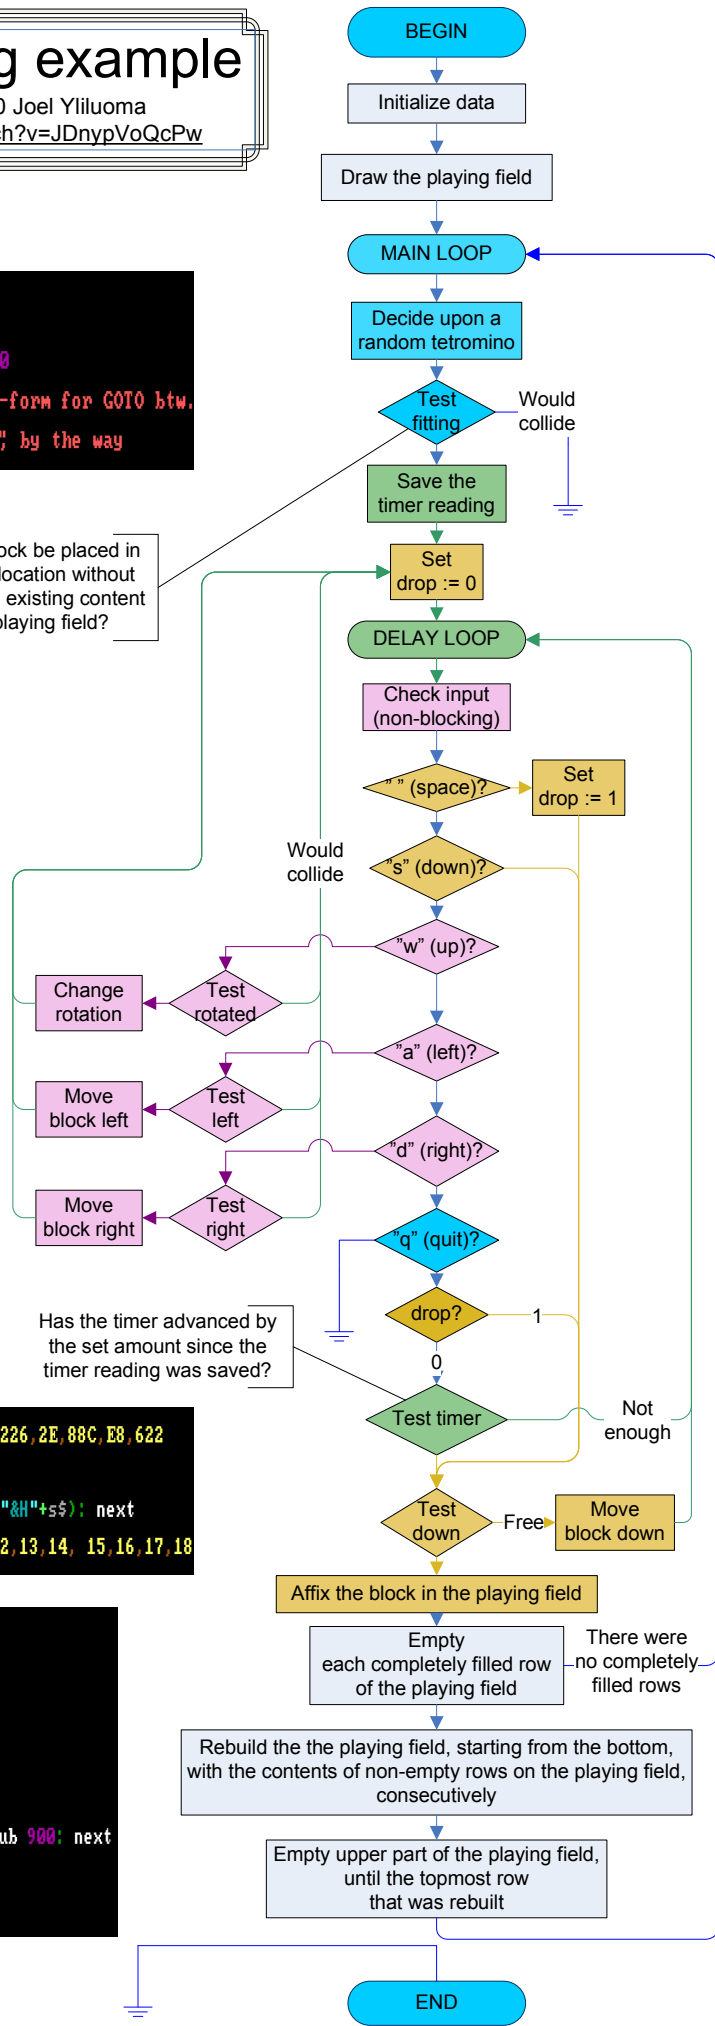 g example
0 Joel Yliluoma
ch?v=JDnypVoQcPw
BEGIN
Initialize data
Draw the playing field
MAIN LOOP
Decide upon a
random tetromino
0
-form for GOTO btw.
", by the way
Test
fitting
Would
collide
Save the
timer reading
ock be placed in
location without
existing content
playing field?
Set
drop := 0
DELAY LOOP
Check input
(non-blocking)
" " (space)?
Set
drop := 1
Would
collide
"s" (down)?
"w" (up)?
Change
rotation
Test
rotated
"a" (left)?
Move
block left
Test
left
"d" (right)?
Move
block right
Test
right
"q" (quit)?
drop?
1
0
Has the timer advanced by
the set amount since the
timer reading was saved?
Test timer
Not
enough
226,2E,88C,E8,622
"&H"+s$): next
2,13,14, 15,16,17,18
Test
down
Free
Move
block down
Affix the block in the playing field
Empty
each completely filled row
of the playing field
There were
no completely
filled rows
Rebuild the the playing field, starting from the bottom,
with the contents of non-empty rows on the playing field,
consecutively
ub 900: next
Empty upper part of the playing field,
until the topmost row
that was rebuilt
END